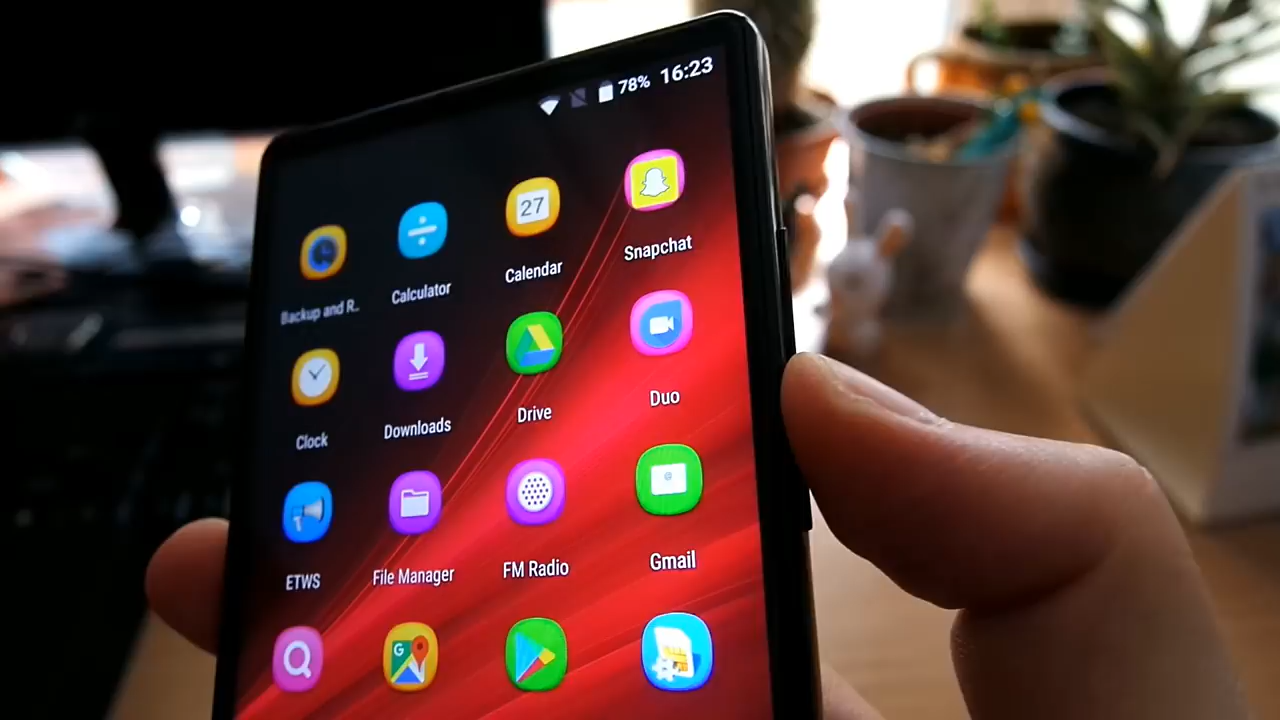 78% 16:23
27
Backup and R..
Calculator
Calendar
Snapchat
Clock
Downloads
Drive
Duo
ETWS
File Manager
FM Radio
Gmail
G